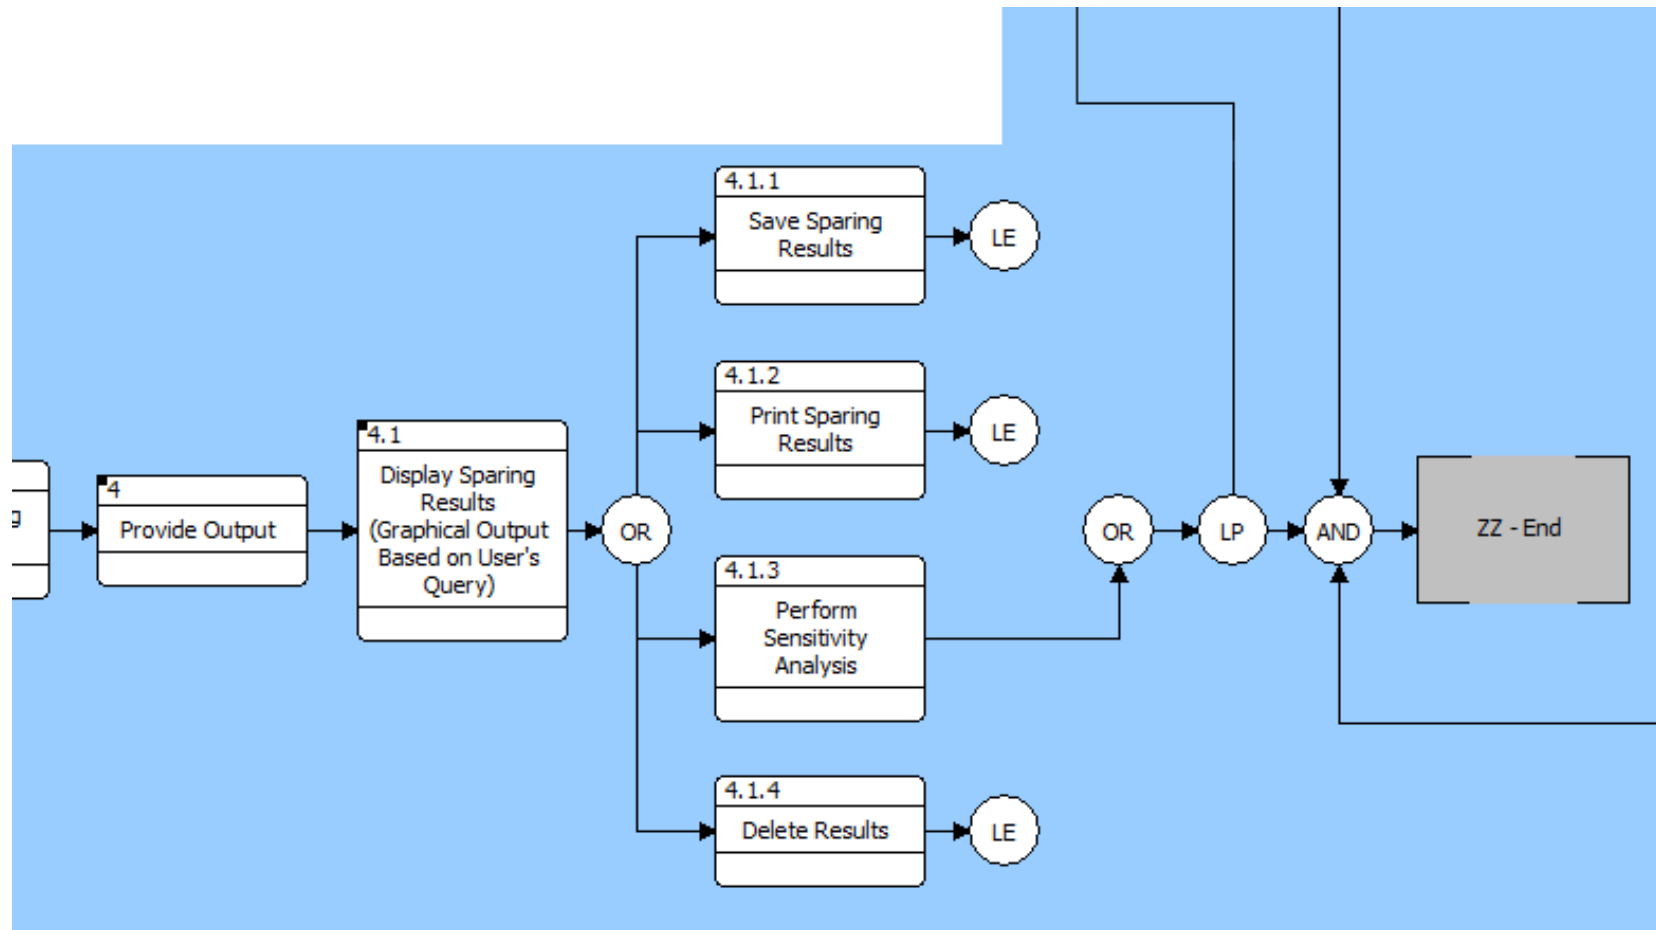 4.1.1
Save Sparing
Results
LE
4.1.2
Print Sparing
Results
LE
g
4
Provide Output
4.1
Display Sparing
Results
(Graphical Output
Based on User's
Query)
OR
4.1.3
Perform
Sensitivity
Analysis
OR
LP
AND
ZZ - End
4.1.4
Delete Results
LE